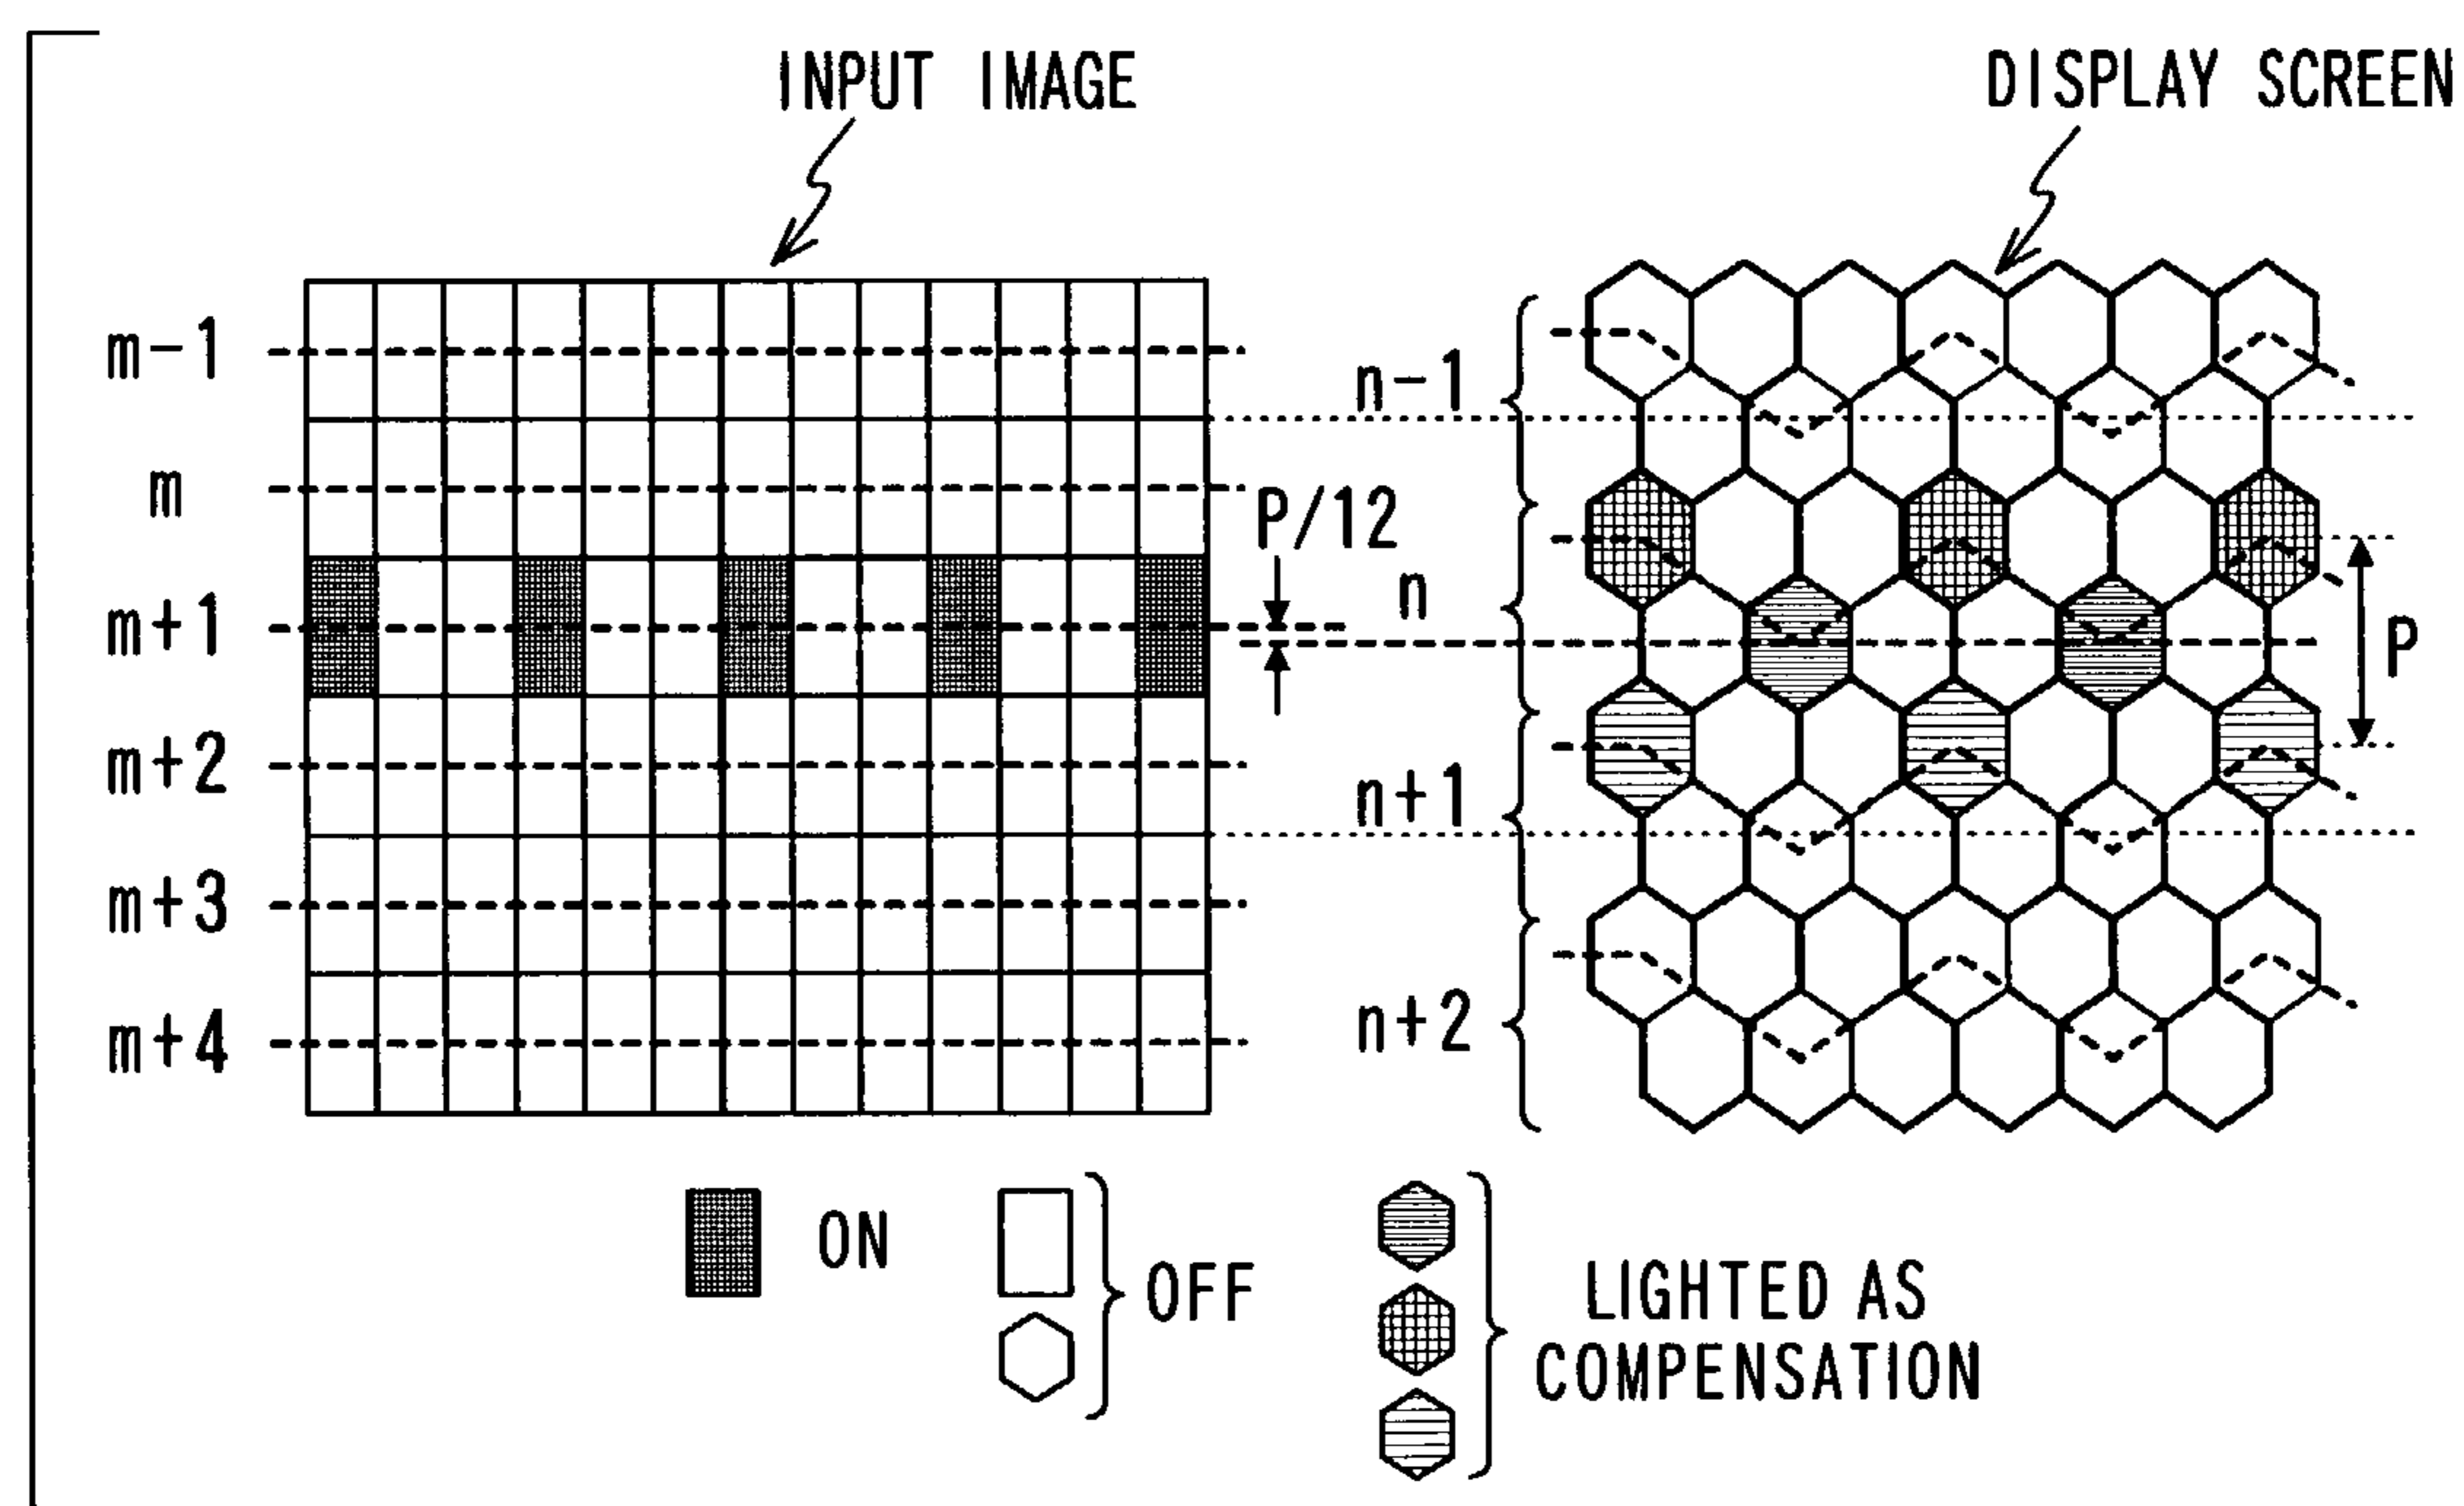 INPUT IMAGE
DISPLAY SCREEN
m-1
m
m+1
m+2
m+3
m+4
P/12
n-1
n
n+1
n+2
P
ON
OFF
LIGHTED AS
COMPENSATION